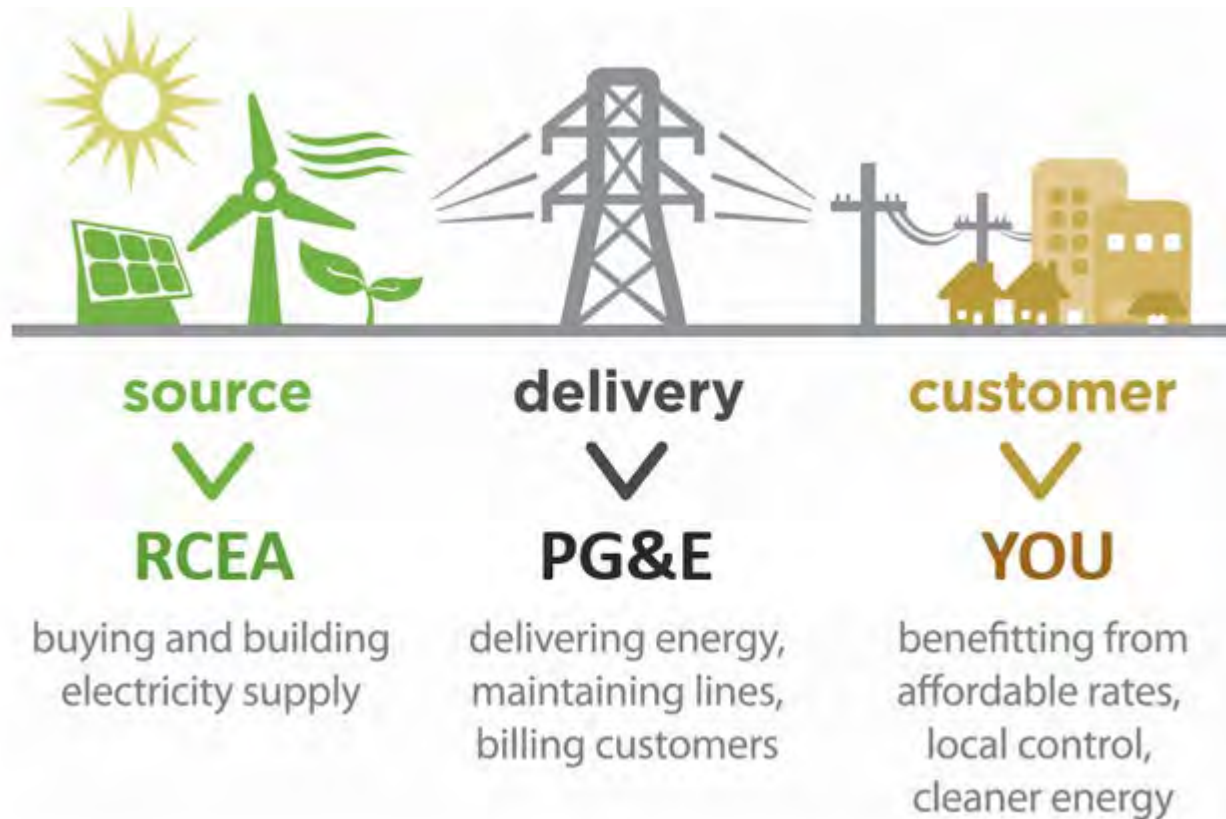 source
RCEA
buying and building
electricity supply
delivery
PG&E
delivering energy,
maintaining lines,
billing customers
customer
YOU
benefitting from
affordable rates,
local control,
cleaner energy